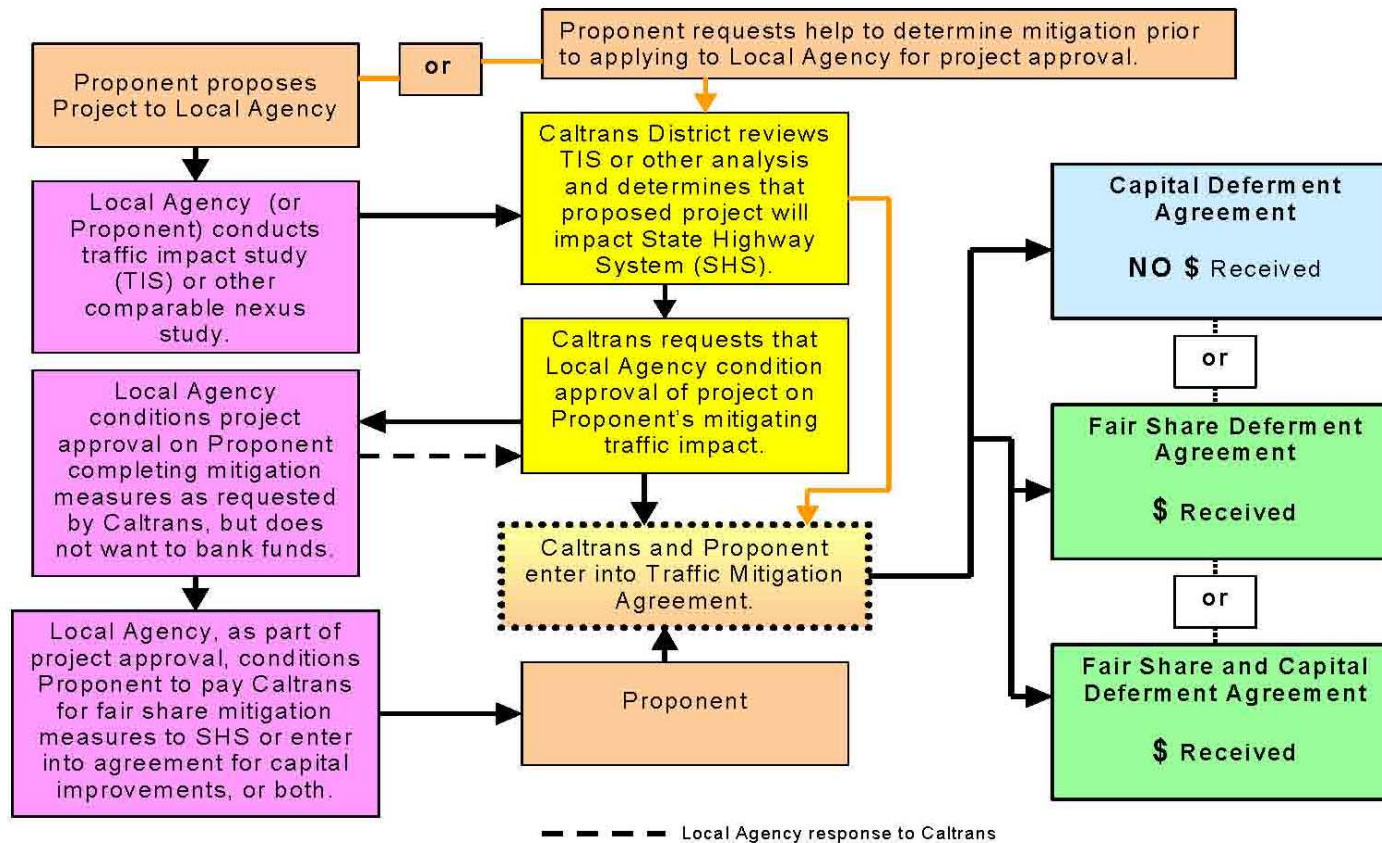 Proponent requests help to determine mitigation prior
to applying to Local Agency for project approval.
or
Proponent proposes
Project to Local Agency
Local Agency (or
Proponent) conducts
traffic impact study
(TIS) or other
comparable nexus
study.
Caltrans District reviews
TIS or other analysis
and determines that
proposed project will
impact State Highway
System (SHS).
Caltrans requests that
Local Agency condition
approval of project on
Proponent's mitigating
traffic impact.
Local Agency
conditions project
approval on Proponent
completing mitigation
measures as requested
by Caltrans, but does
not want to bank funds.
Local Agency, as part of
project approval, conditions
Proponent to pay Caltrans
for fair share mitigation
measures to SHS or enter
into agreement for capital
improvements, or both.
Proponent
Caltrans and Proponent
enter into Traffic Mitigation
Agreement.
Capital Deferment
Agreement
NO $ Received
or
Fair Share Deferment
Agreement
$ Received
or
Fair Share and Capital
Deferment Agreement
$ Received
Local Agency response to Caltrans